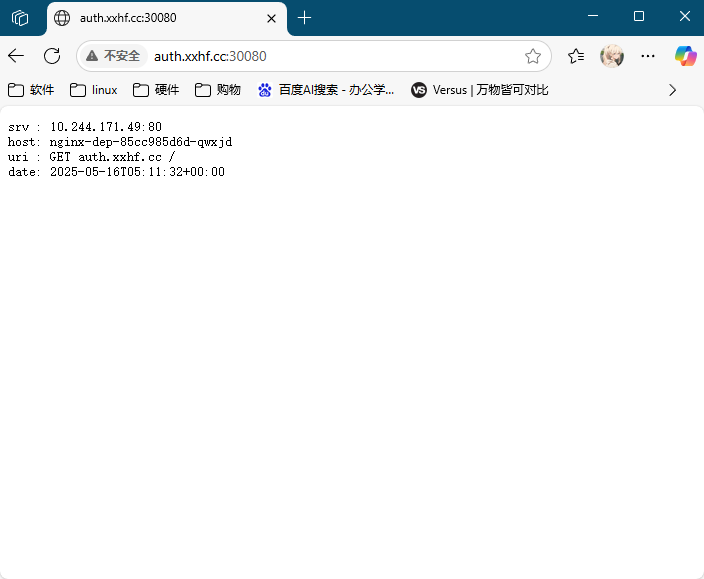 auth.xxhf.cc:30080
不安全 auth.xxhf.cc:30080
软件 linux 硬件 购物 百度AI搜索 - 办公学... VS Versus | 万物皆可对比
srv : 10.244.171.49:80
host: nginx-dep-85cc985d6d-qwxjd
uri : GET auth.xxhf.cc /
date: 2025-05-16T05:11:32+00:00